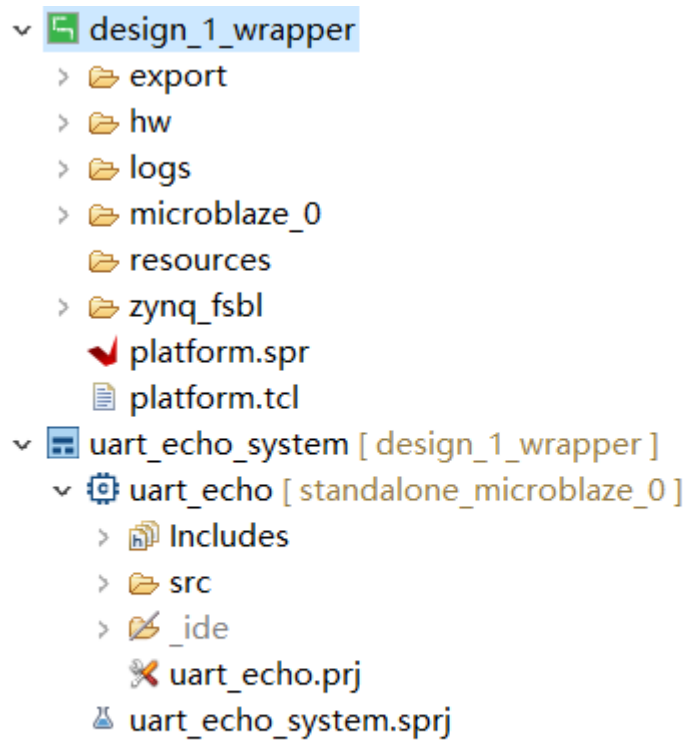 design_1_wrapper
export
hw
logs
microblaze_0
resources
zynq_fsbl
platform.spr
platform.tcl
uart_echo_system [ design_1_wrapper ]
uart_echo [ standalone_microblaze_0 ]
Includes
src
_ide
uart_echo.prj
uart_echo_system.sprj